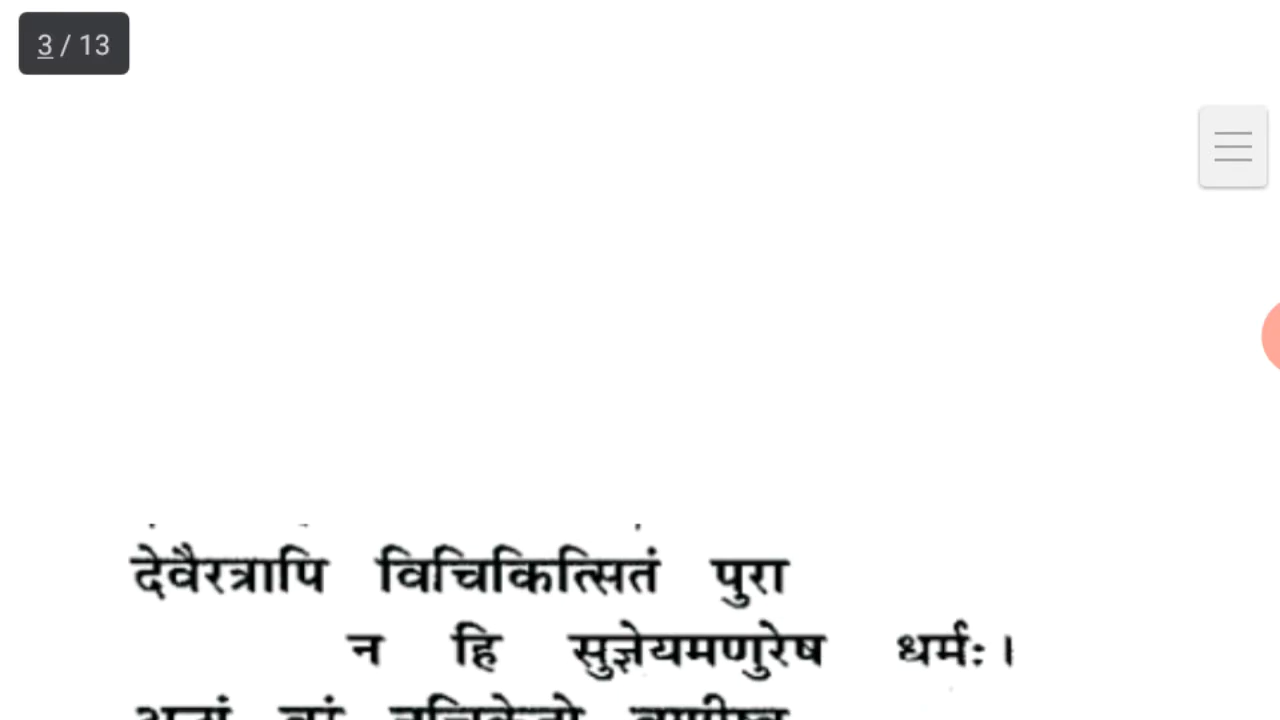 3 / 13
देवैरत्रापि विचिकित्सितं पुरा
न हि सुज्ञेयमणुरेष धर्मः ।